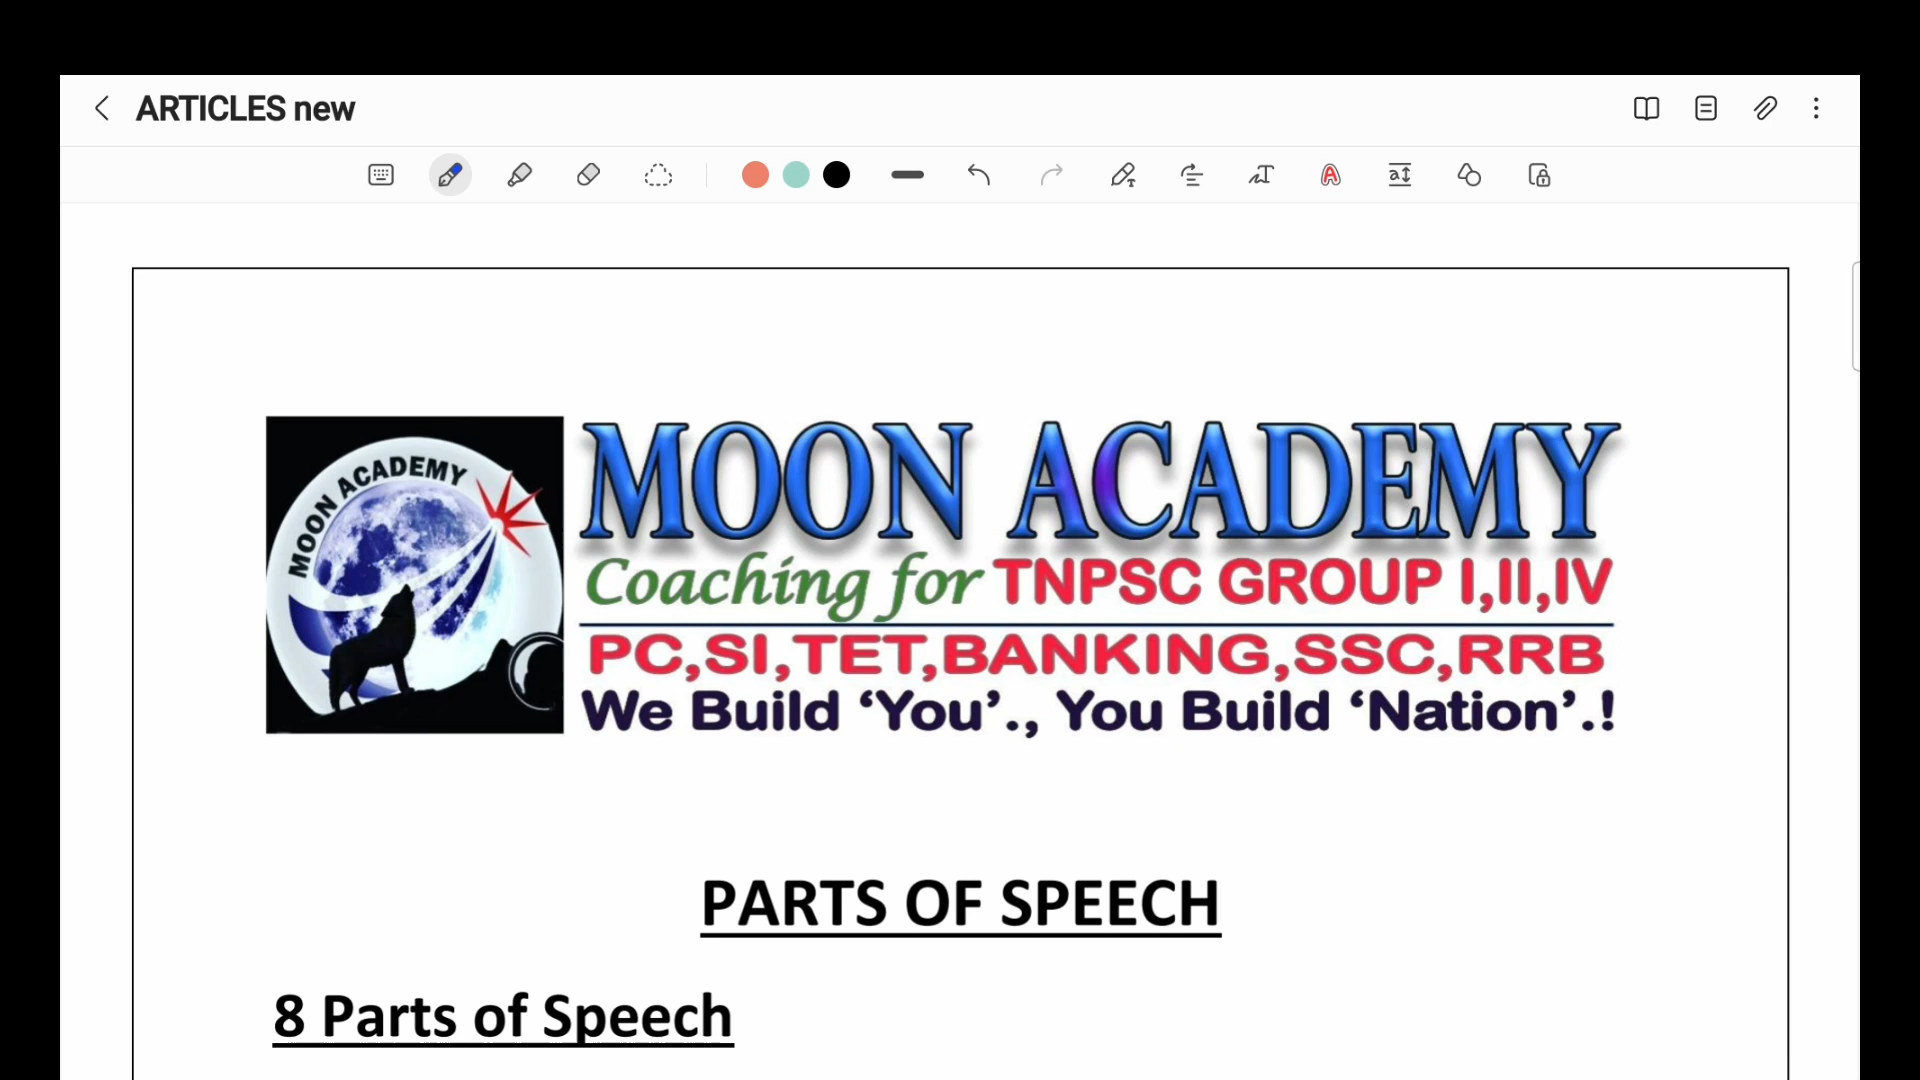 ARTICLES new
MOON ACADEMY
MOON ACADEMY
Coaching for TNPSC GROUP I,II,IV
PC,SI,TET,BANKING,SSC,RRB
We Build ‘You’., You Build ‘Nation’.!
PARTS OF SPEECH
8 Parts of Speech